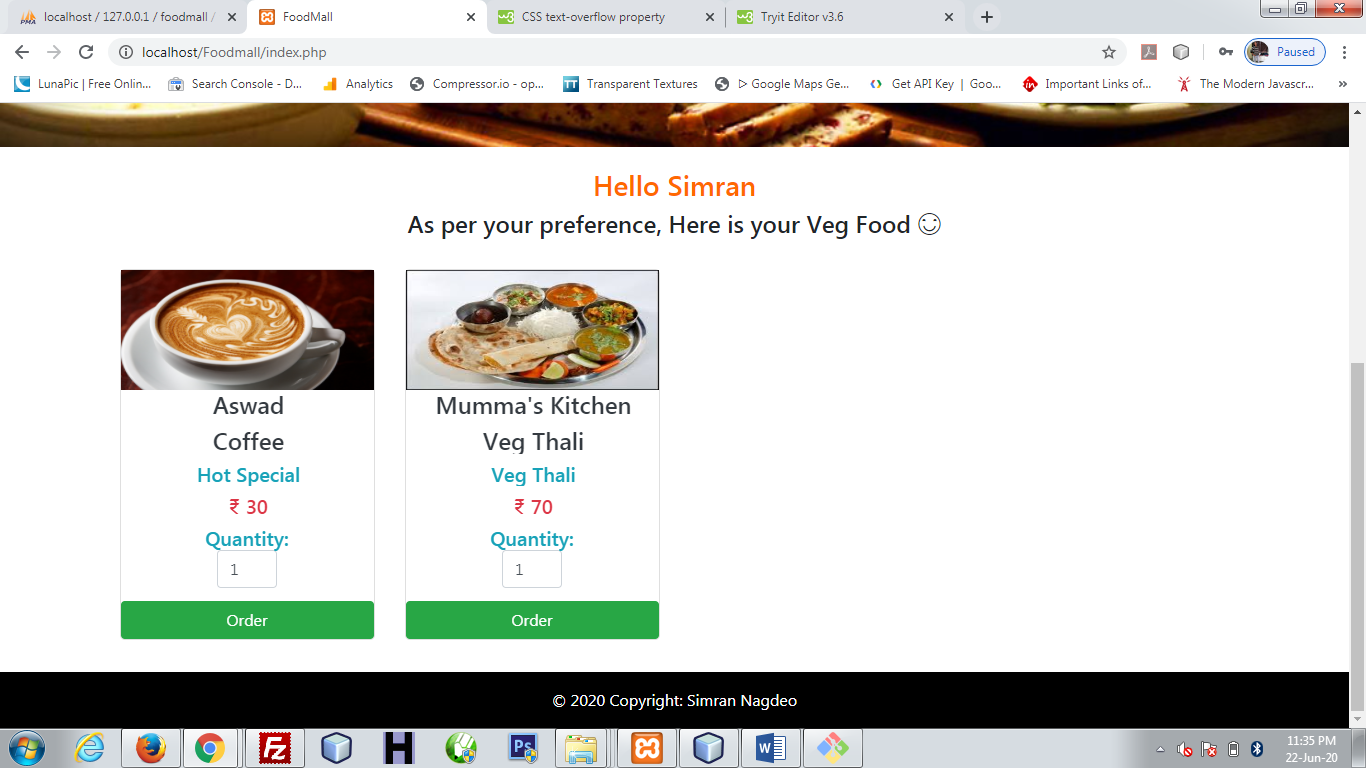 localhost / 127.0.0.1 / foodmall /
FoodMall
CSS text-overflow property
Tryit Editor v3.6
localhost/Foodmall/index.php
Paused
LunaPic | Free Onlin...
Search Console - D...
Analytics
Compressor.io - op...
TT Transparent Textures
ᐅ Google Maps Ge...
Get API Key | Goo...
Important Links of...
The Modern Javascr...
»
Hello Simran
As per your preference, Here is your Veg Food
Aswad
Coffee
Hot Special
₹ 30
Quantity:
1
Order
Mumma's Kitchen
Veg Thali
Veg Thali
₹ 70
Quantity:
1
Order
© 2020 Copyright: Simran Nagdeo
11:35 PM
22-Jun-20